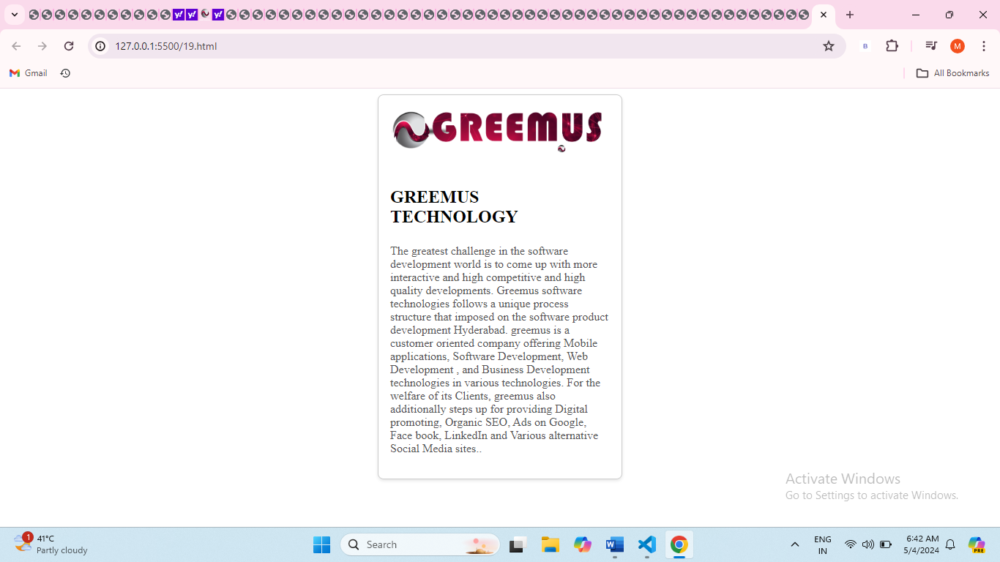 y!
y!
y!
127.0.0.1:5500/19.html
B
M
Gmail
All Bookmarks
GREEMUS
GREEMUS
TECHNOLOGY
The greatest challenge in the software
development world is to come up with more
interactive and high competitive and high
quality developments. Greemus software
technologies follows a unique process
structure that imposed on the software product
development Hyderabad. greemus is a
customer oriented company offering Mobile
applications, Software Development, Web
Development , and Business Development
technologies in various technologies. For the
welfare of its Clients, greemus also
additionally steps up for providing Digital
promoting, Organic SEO, Ads on Google,
Face book, LinkedIn and Various alternative
Social Media sites..
Activate Windows
Go to Settings to activate Windows.
1
41°C
Partly cloudy
Search
W
ENG
IN
6:42 AM
5/4/2024
PRE